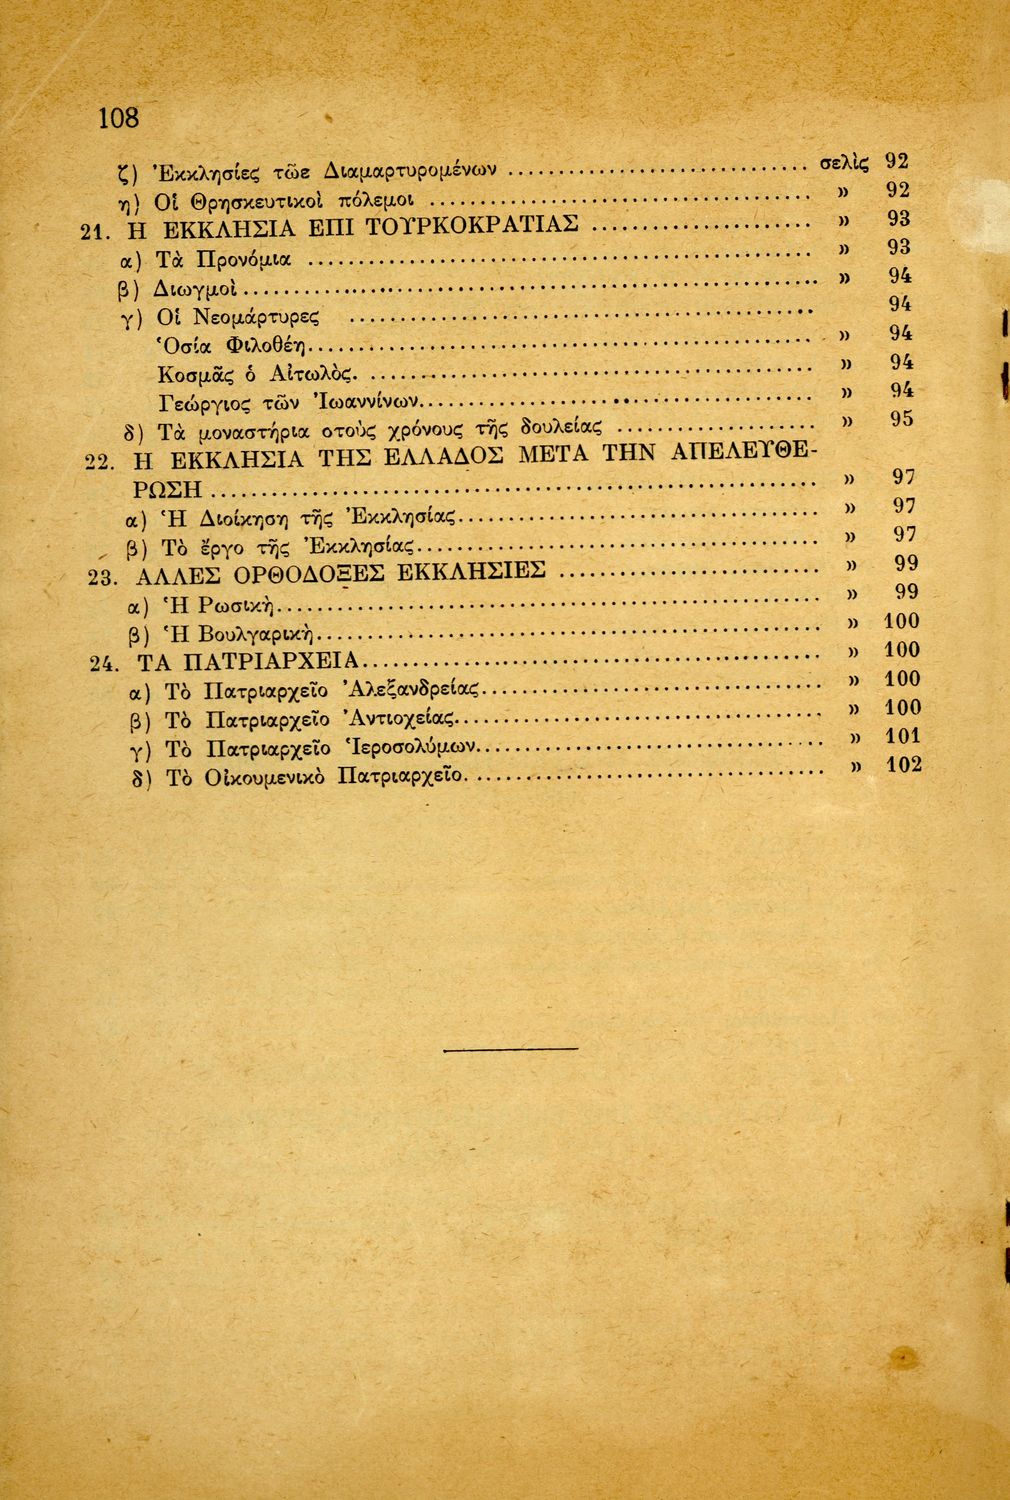 108
ζ) Ἐκκλησίες τῶε Διαμαρτυρομένων .......... σελὶς 92
η) Οἱ Θρησκευτικοὶ πόλεμοι .......... » 92
21. Η ΕΚΚΛΗΣΙΑ ΕΠΙ ΤΟΥΡΚΟΚΡΑΤΙΑΣ .......... » 93
α) Τὰ Προνόμια .......... » 93
β) Διωγμοὶ .......... » 94
γ) Οἱ Νεομάρτυρες .......... 94
Ὁσία Φιλοθέη .......... » 94
Κοσμᾶς ὁ Αἰτωλὸς. .......... » 94
Γεώργιος τῶν Ἰωαννίνων .......... » 94
δ) Τὰ μοναστήρια οτοὺς χρόνους τῆς δουλείας .......... » 95
22. Η ΕΚΚΛΗΣΙΑ ΤΗΣ ΕΛΛΑΔΟΣ ΜΕΤΑ ΤΗΝ ΑΠΕΛΕΥΘΕ-
ΡΩΣΗ .......... » 97
α) Ἡ Διοίκηση τῆς Ἐκκλησίας .......... » 97
β) Τὸ ἔργο τῆς Ἐκκλησίας .......... » 97
23. ΑΛΛΕΣ ΟΡΘΟΔΟΞΕΣ ΕΚΚΛΗΣΙΕΣ .......... » 99
α) Ἡ Ρωσικὴ .......... » 99
β) Ἡ Βουλγαρικὴ .......... » 100
24. ΤΑ ΠΑΤΡΙΑΡΧΕΙΑ .......... » 100
α) Τὸ Πατριαρχεῖο Ἀλεξανδρείας .......... » 100
β) Τὸ Πατριαρχεῖο Ἀντιοχείας .......... » 100
γ) Τὸ Πατριαρχεῖο Ἱεροσολύμων .......... » 101
δ) Τὸ Οἰκουμενικὸ Πατριαρχεῖο .......... » 102